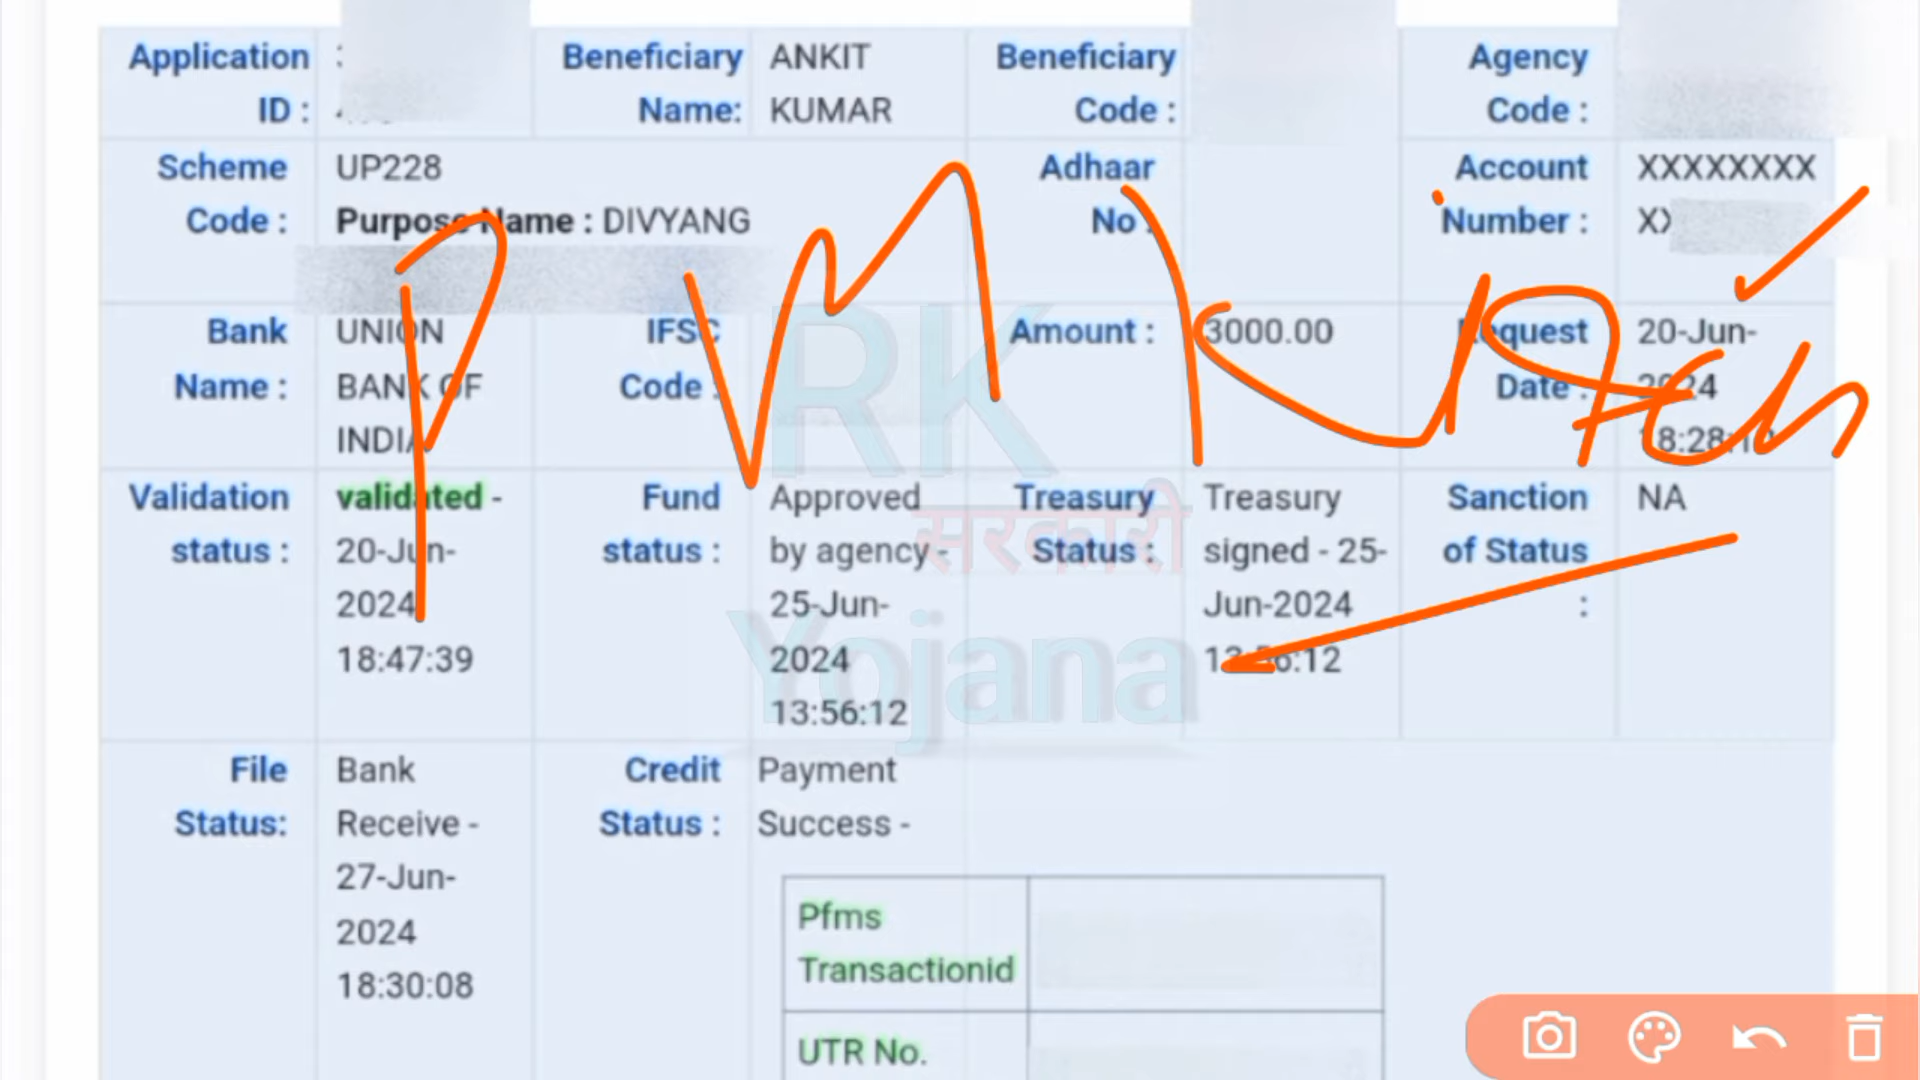 Application ID :
Beneficiary Name: ANKIT KUMAR
Beneficiary Code :
Agency Code :
Scheme Code : UP228
Purpose Name : DIVYANG
Adhaar No :
Account Number : XXXXXXXX
XX
Bank Name : UNION BANK OF INDIA
IFSC Code :
Amount : 3000.00
Request Date : 20-Jun-2024
Validation status : validated - 20-Jun-2024 18:47:39
Fund status : Approved by agency - 25-Jun-2024 13:56:12
Treasury Status : Treasury signed - 25-Jun-2024 13:56:12
Sanction of Status : NA
File Status: Bank Receive - 27-Jun-2024 18:30:08
Credit Status : Payment Success -
Pfms Transactionid
UTR No.
RK
सरकारी
Yojana